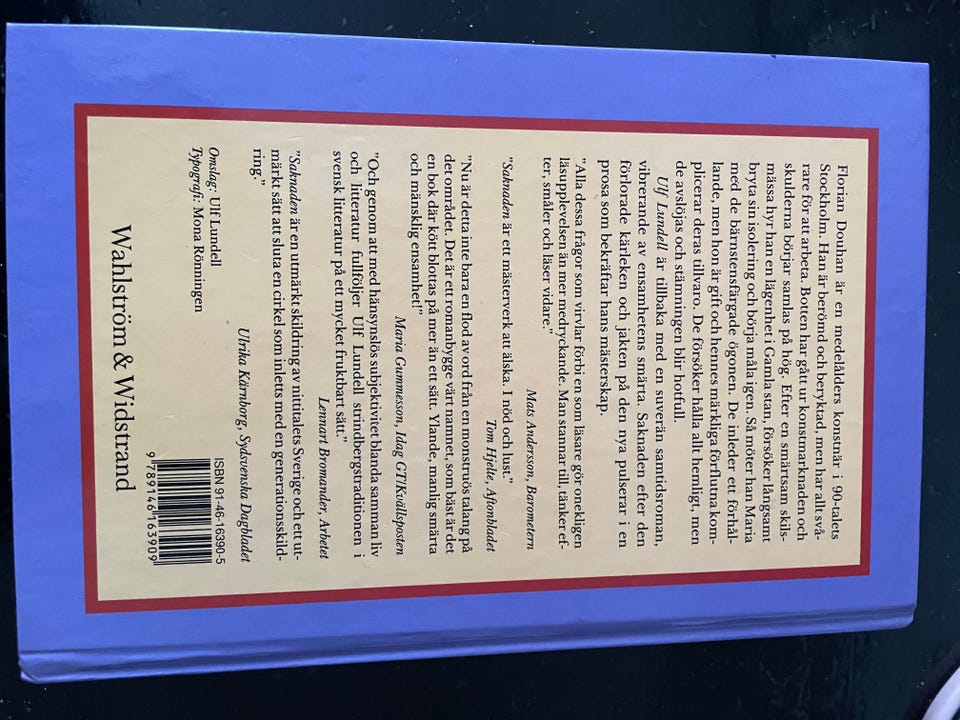 Florian Douhan är en medelålders konstnär i 90-talets
Stockholm. Han är berömd och beryktad, men har allt svå-
rare för att arbeta. Botten har gått ur konstmarknaden och
skulderna börjar samlas på hög. Efter en smärtsam skils-
mässa hyr han en lägenhet i Gamla stan, försöker långsamt
bryta sin isolering och börja måla igen. Så möter han Maria
med de bärnstensfärgade ögonen. De inleder ett förhål-
lande, men hon är gift och hennes märkliga förflutna kom-
plicerar deras tillvaro. De försöker hålla allt hemligt, men
de avslöjas och stämningen blir hotfull.
Ulf Lundell är tillbaka med en suverän samtidsroman,
vibrerande av ensamhetens smärta. Saknaden efter den
förlorade kärleken och jakten på den nya pulserar i en
prosa som bekräftar hans mästerskap.
"Alla dessa frågor som virvlar förbi en som läsare gör onekligen
läsupplevelsen än mer medryckande. Man stannar till, tänker ef-
ter, småler och läser vidare."
Mats Andersson, Barometern
"Saknaden är ett mästerverk att älska. I nöd och lust."
Tom Hjelte, Aftonbladet
"Nu är detta inte bara en flod av ord från en monstruös talang på
det området. Det är ett romanbygge värt namnet, som bäst är det
en bok där kött blottas på mer än ett sätt. Ylande, manlig smärta
och mänsklig ensamhet!"
Maria Gummesson, Idag GT/Kvällsposten
"Och genom att med hänsynslös subjektivitet blanda samman liv
och litteratur fullföljer Ulf Lundell strindbergstraditionen i
svensk litteratur på ett mycket fruktbart sätt."
Lennart Bromander, Arbetet
"Saknaden är en utmärkt skildring av nittitalets Sverige och ett ut-
märkt sätt att sluta en cirkel som inletts med en generationsskild-
ring."
Ulrika Kärnborg, Sydsvenska Dagbladet
Omslag: Ulf Lundell
Typografi: Mona Rönningen
ISBN 91-46-16390-5
9 789146 163909
Wahlström & Widstrand